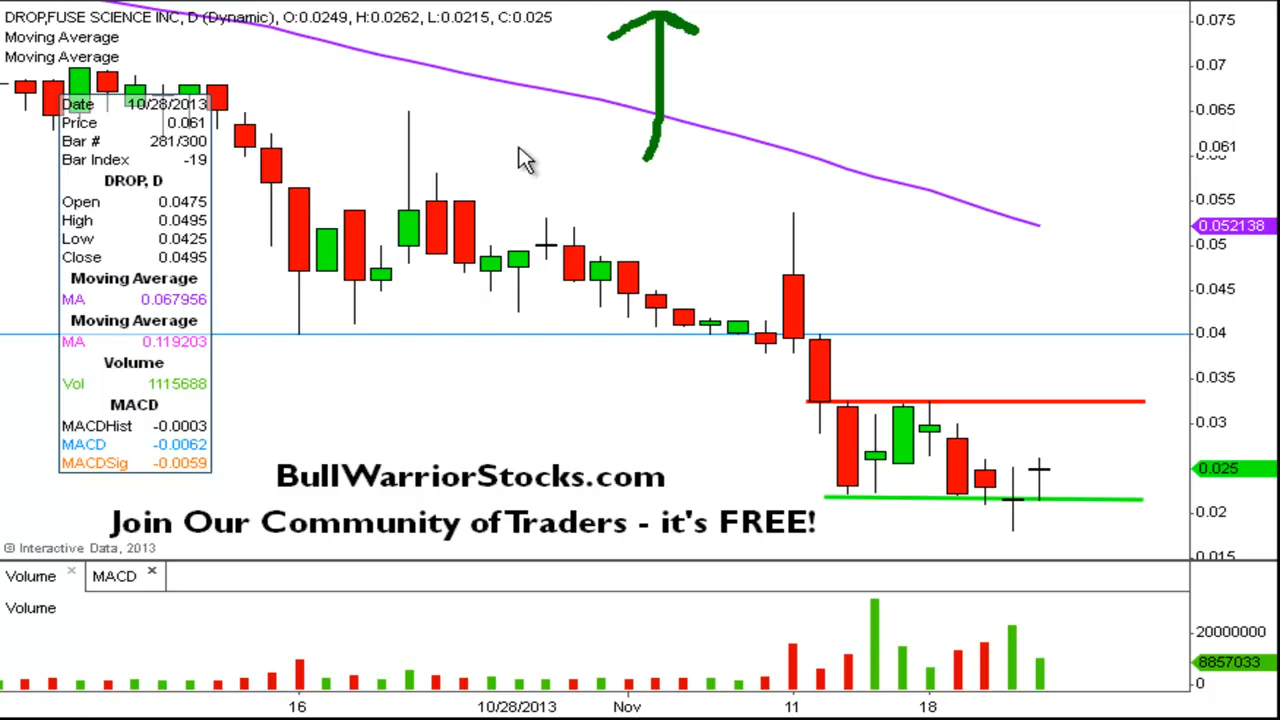 DROP,FUSE SCIENCE INC, D (Dynamic), O:0.0249, H:0.0262, L:0.0215, C:0.025
Moving Average
Moving Average
Date 10/28/2013
Price 0.061
Bar # 281/300
Bar Index -19
DROP, D
Open 0.0475
High 0.0495
Low 0.0425
Close 0.0495
Moving Average
MA 0.067956
Moving Average
MA 0.119203
Volume
Vol 1115688
MACD
MACDHist -0.0003
MACD -0.0062
MACDSig -0.0059
0.075
0.07
0.065
0.061
0.055
0.052138
0.05
0.045
0.04
0.035
0.03
0.025
0.02
0.015
BullWarriorStocks.com
Join Our Community of Traders - it's FREE!
© Interactive Data, 2013
Volume x MACD x
Volume
20000000
8857033
0
16 10/28/2013 Nov 11 18